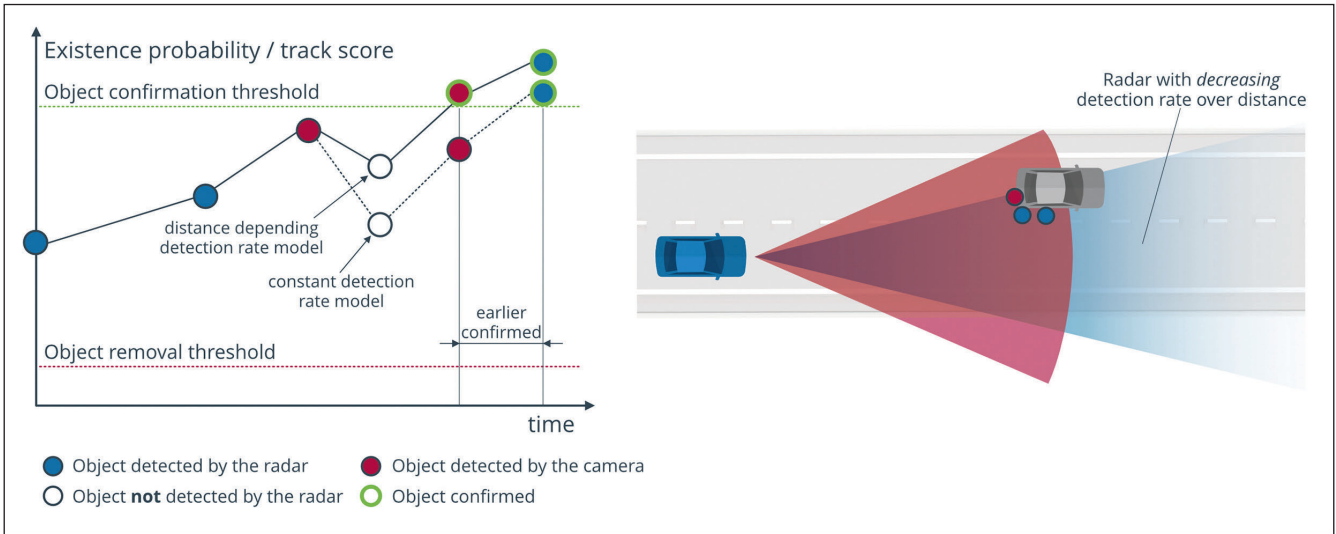 Existence probability / track score
Object confirmation threshold
distance depending
detection rate model
constant detection
rate model
earlier
confirmed
Object removal threshold
time
Object detected by the radar
Object detected by the camera
Object not detected by the radar
Object confirmed
Radar with decreasing
detection rate over distance